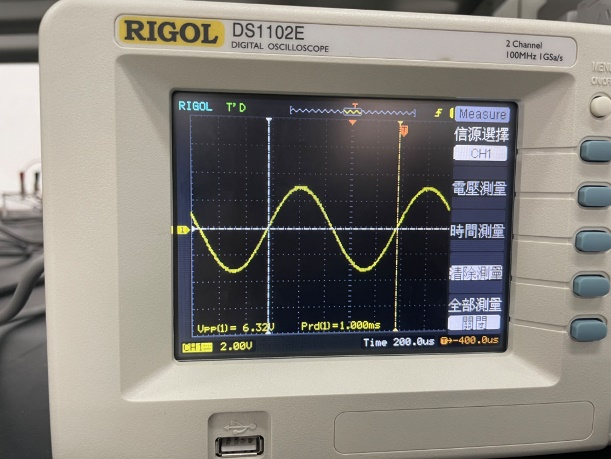 RIGOL DS1102E
DIGITAL OSCILLOSCOPE
2 Channel
100MHz 1GSa/s
RIGOL T'D
Measure
信源選擇
CH1
電壓測量
時間測量
清除測量
全部測量
關閉
Vpp(1)= 6.32V Prd(1)=1.000ms
CH1 2.00V Time 200.0us T→-400.0us